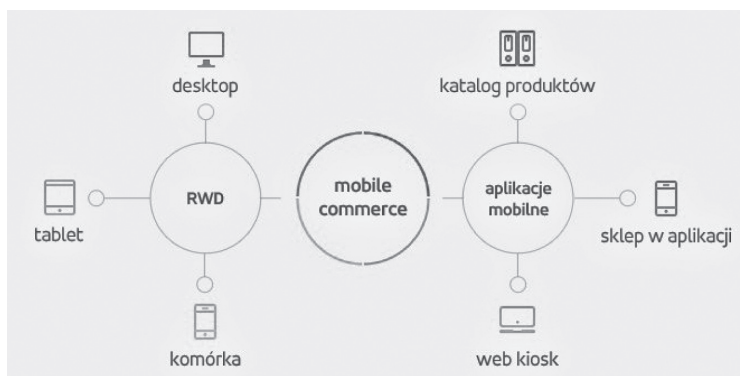 desktop
katalog produktów
tablet
RWD
mobile
commerce
aplikacje
mobilne
sklep w aplikacji
komórka
web kiosk